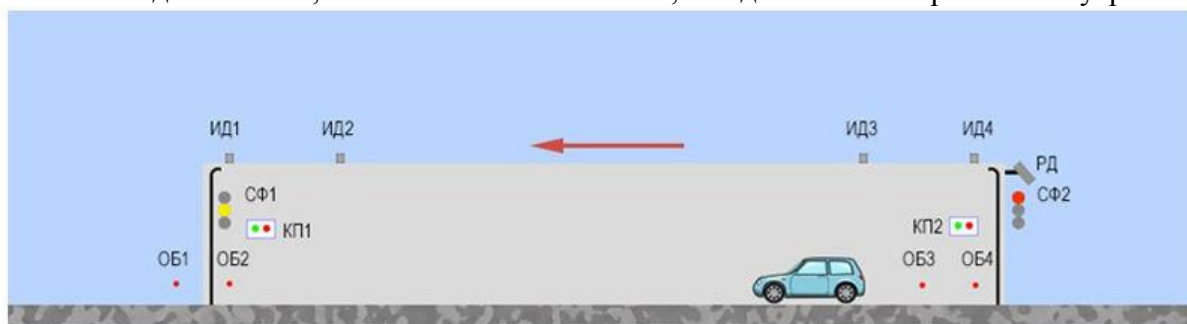 ИД1 ИД2 ИД3 ИД4
РД
СФ1 СФ2
КП1 КП2
ОБ1 ОБ2 ОБ3 ОБ4